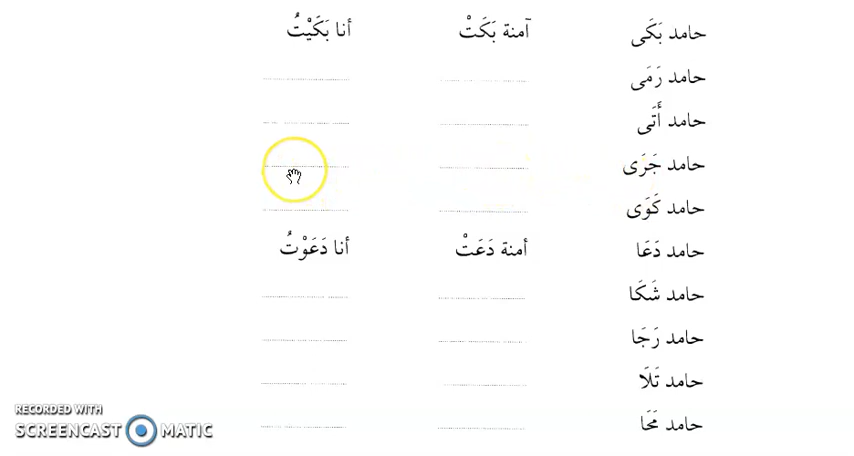 حامد بَكَى آمنة بَكَتْ أنا بَكَيْتُ
حامد رَمَى
حامد أَتَى
حامد جَرَى
حامد كَوَى
حامد دَعَا أمنة دَعَتْ أنا دَعَوْتُ
حامد شَكَا
حامد رَجَا
حامد تَلَا
حامد مَحَا
RECORDED WITH
SCREENCAST MATIC